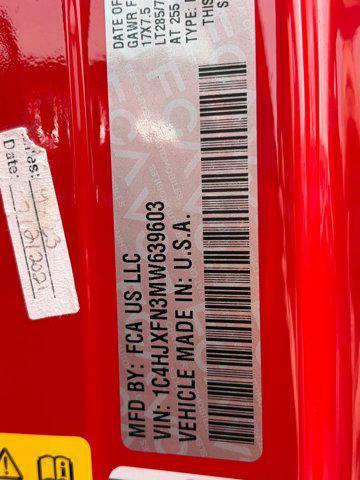 DATE OF
GAWR F
17X7.5
LT285/7
AT 255
TYPE:
THIS
MFD BY: FCA US LLC
VIN: 1C4HJXFN3MW639603
VEHICLE MADE IN U.S.A.
Date: